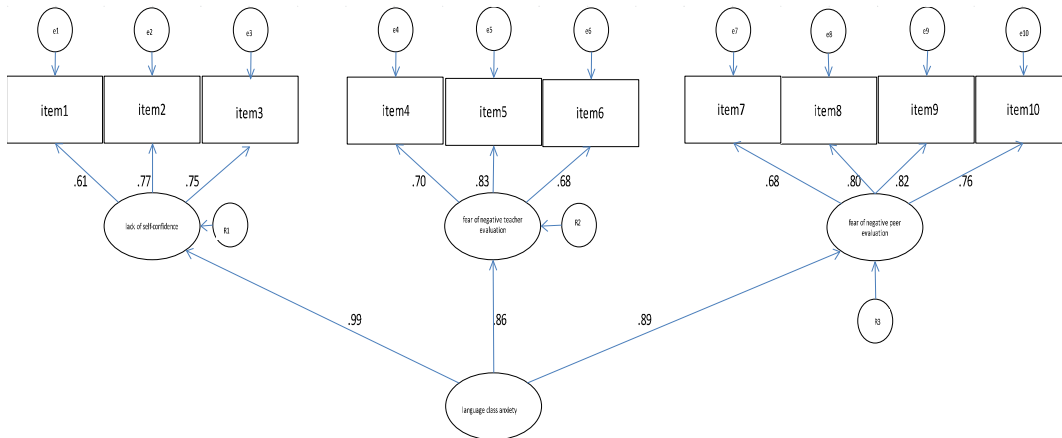 e1 e2 e3 e4 e5 e6 e7 e8 e9 e10
item1 item2 item3 item4 item5 item6 item7 item8 item9 item10
.61 .77 .75 .70 .83 .68 .68 .80 .82 .76
lack of self-confidence
R1
fear of negative teacher
evaluation
R2
fear of negative peer
evaluation
R3
.99 .86 .89
language class anxiety